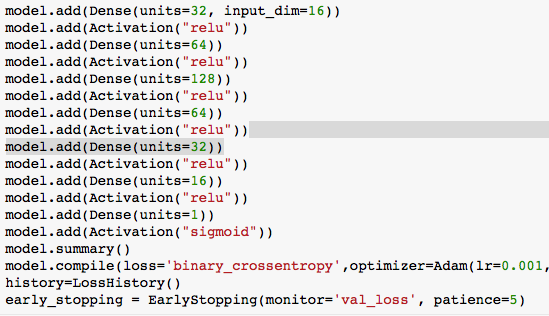 model.add(Dense(units=32, input_dim=16))
model.add(Activation("relu"))
model.add(Dense(units=64))
model.add(Activation("relu"))
model.add(Dense(units=128))
model.add(Activation("relu"))
model.add(Dense(units=64))
model.add(Activation("relu"))
model.add(Dense(units=32))
model.add(Activation("relu"))
model.add(Dense(units=16))
model.add(Activation("relu"))
model.add(Dense(units=1))
model.add(Activation("sigmoid"))
model.summary()
model.compile(loss='binary_crossentropy',optimizer=Adam(lr=0.001,
history=LossHistory()
early_stopping = EarlyStopping(monitor='val_loss', patience=5)